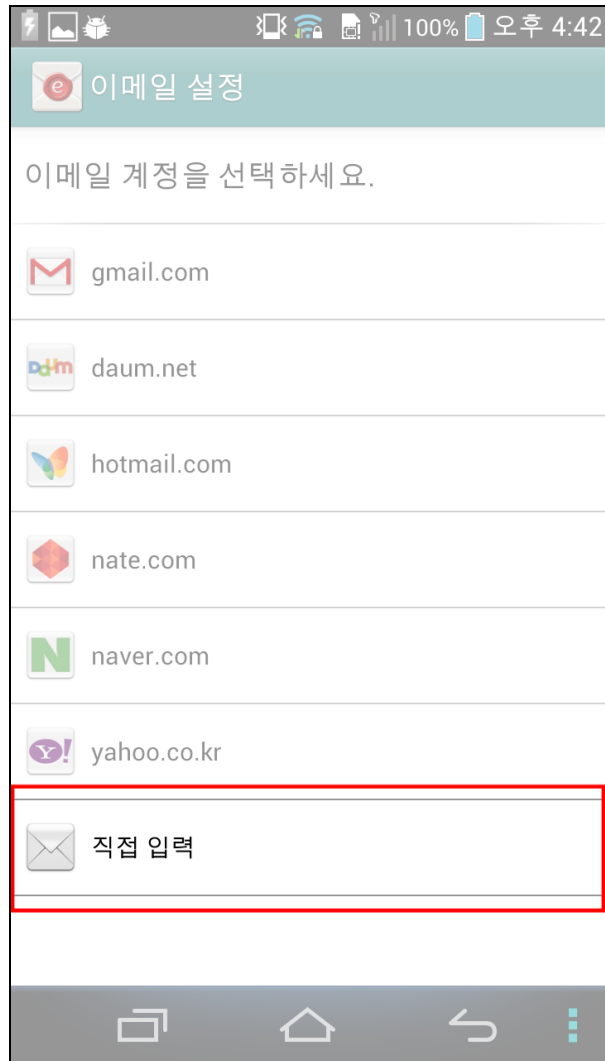 100% 오후 4:42
이메일 설정
이메일 계정을 선택하세요.
gmail.com
Daum daum.net
hotmail.com
nate.com
N naver.com
Y! yahoo.co.kr
직접 입력